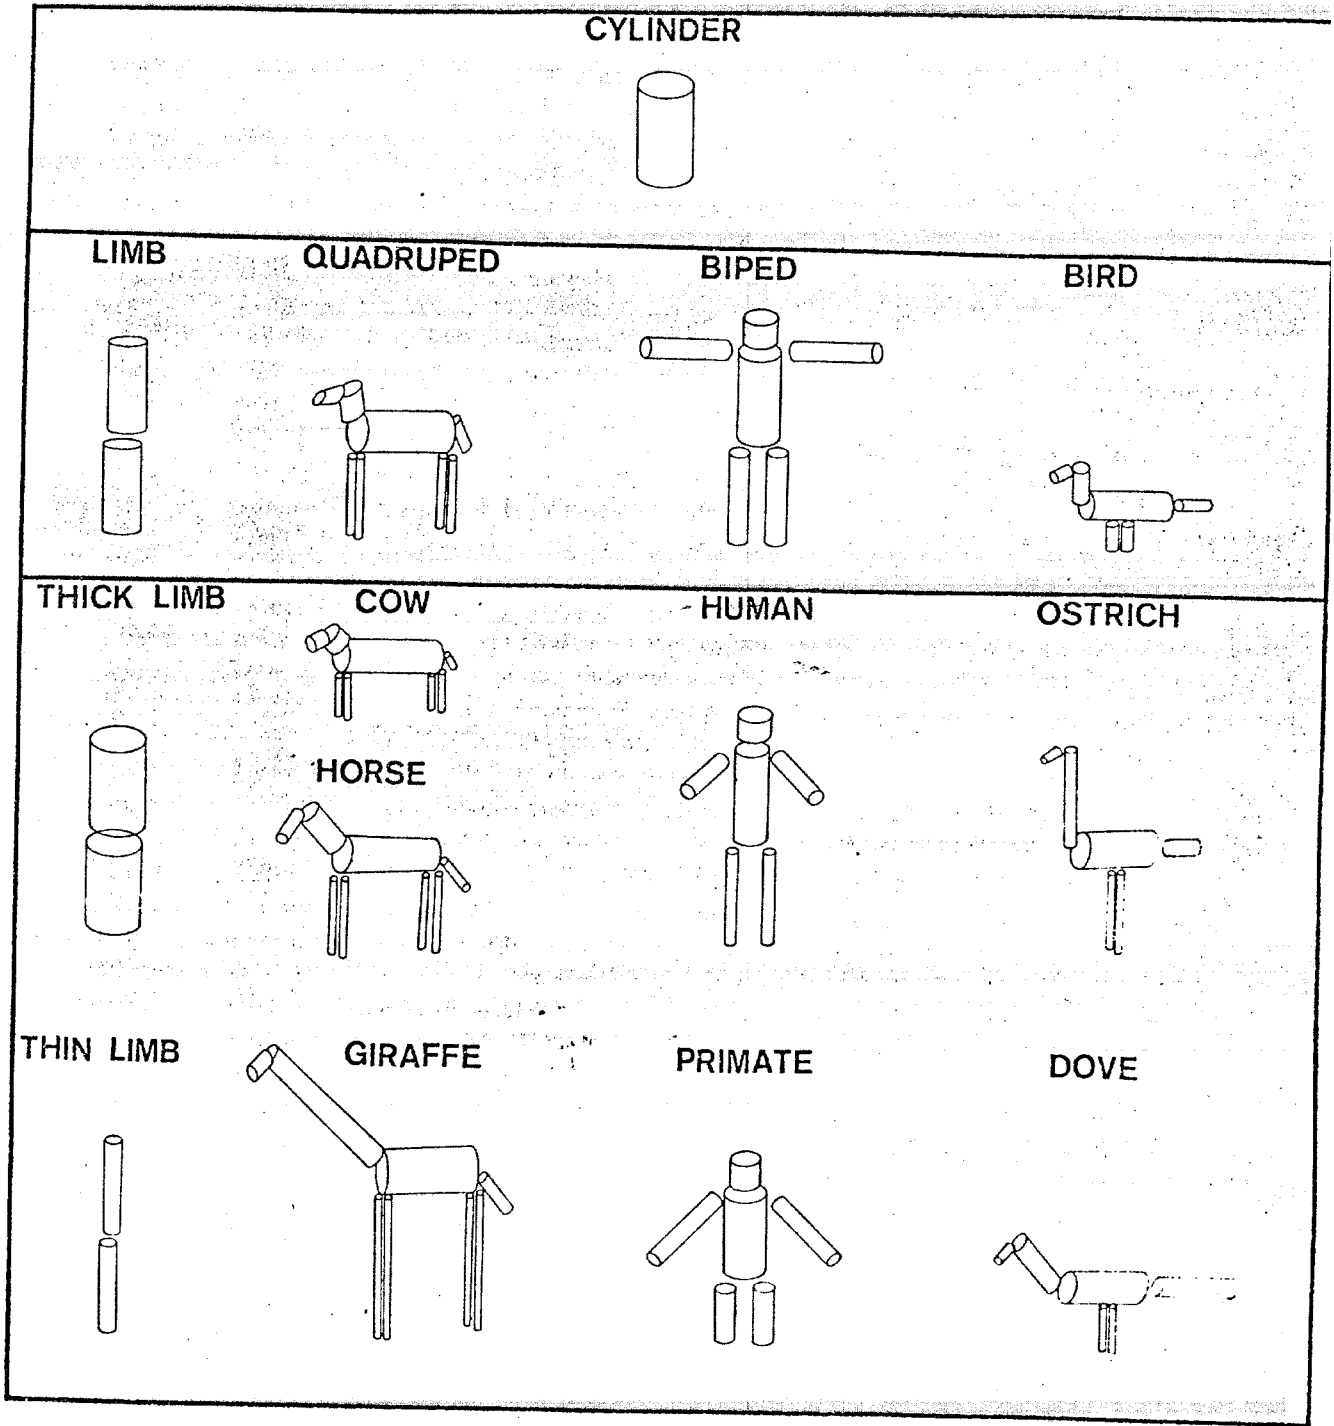 CYLINDER
LIMB QUADRUPED BIPED BIRD
THICK LIMB COW HUMAN OSTRICH
HORSE
THIN LIMB GIRAFFE PRIMATE DOVE